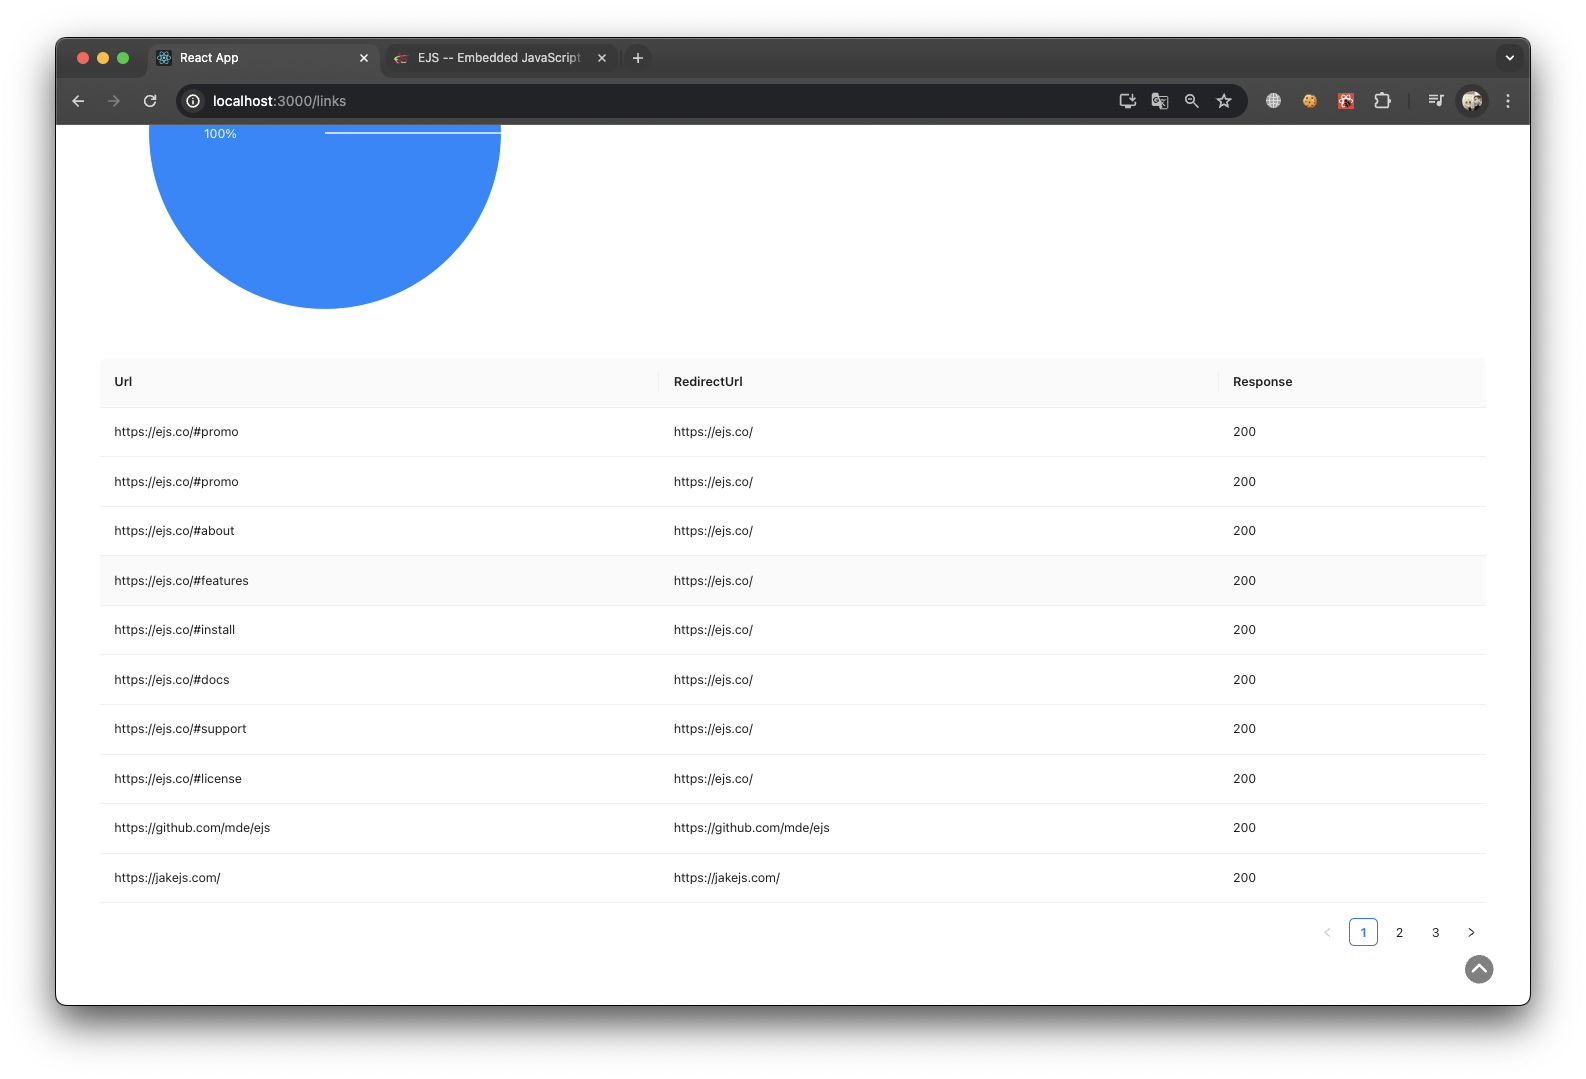 React App
EJS -- Embedded JavaScript
localhost:3000/links
100%
Url RedirectUrl Response
https://ejs.co/#promo https://ejs.co/ 200
https://ejs.co/#promo https://ejs.co/ 200
https://ejs.co/#about https://ejs.co/ 200
https://ejs.co/#features https://ejs.co/ 200
https://ejs.co/#install https://ejs.co/ 200
https://ejs.co/#docs https://ejs.co/ 200
https://ejs.co/#support https://ejs.co/ 200
https://ejs.co/#license https://ejs.co/ 200
https://github.com/mde/ejs https://github.com/mde/ejs 200
https://jakejs.com/ https://jakejs.com/ 200
1 2 3